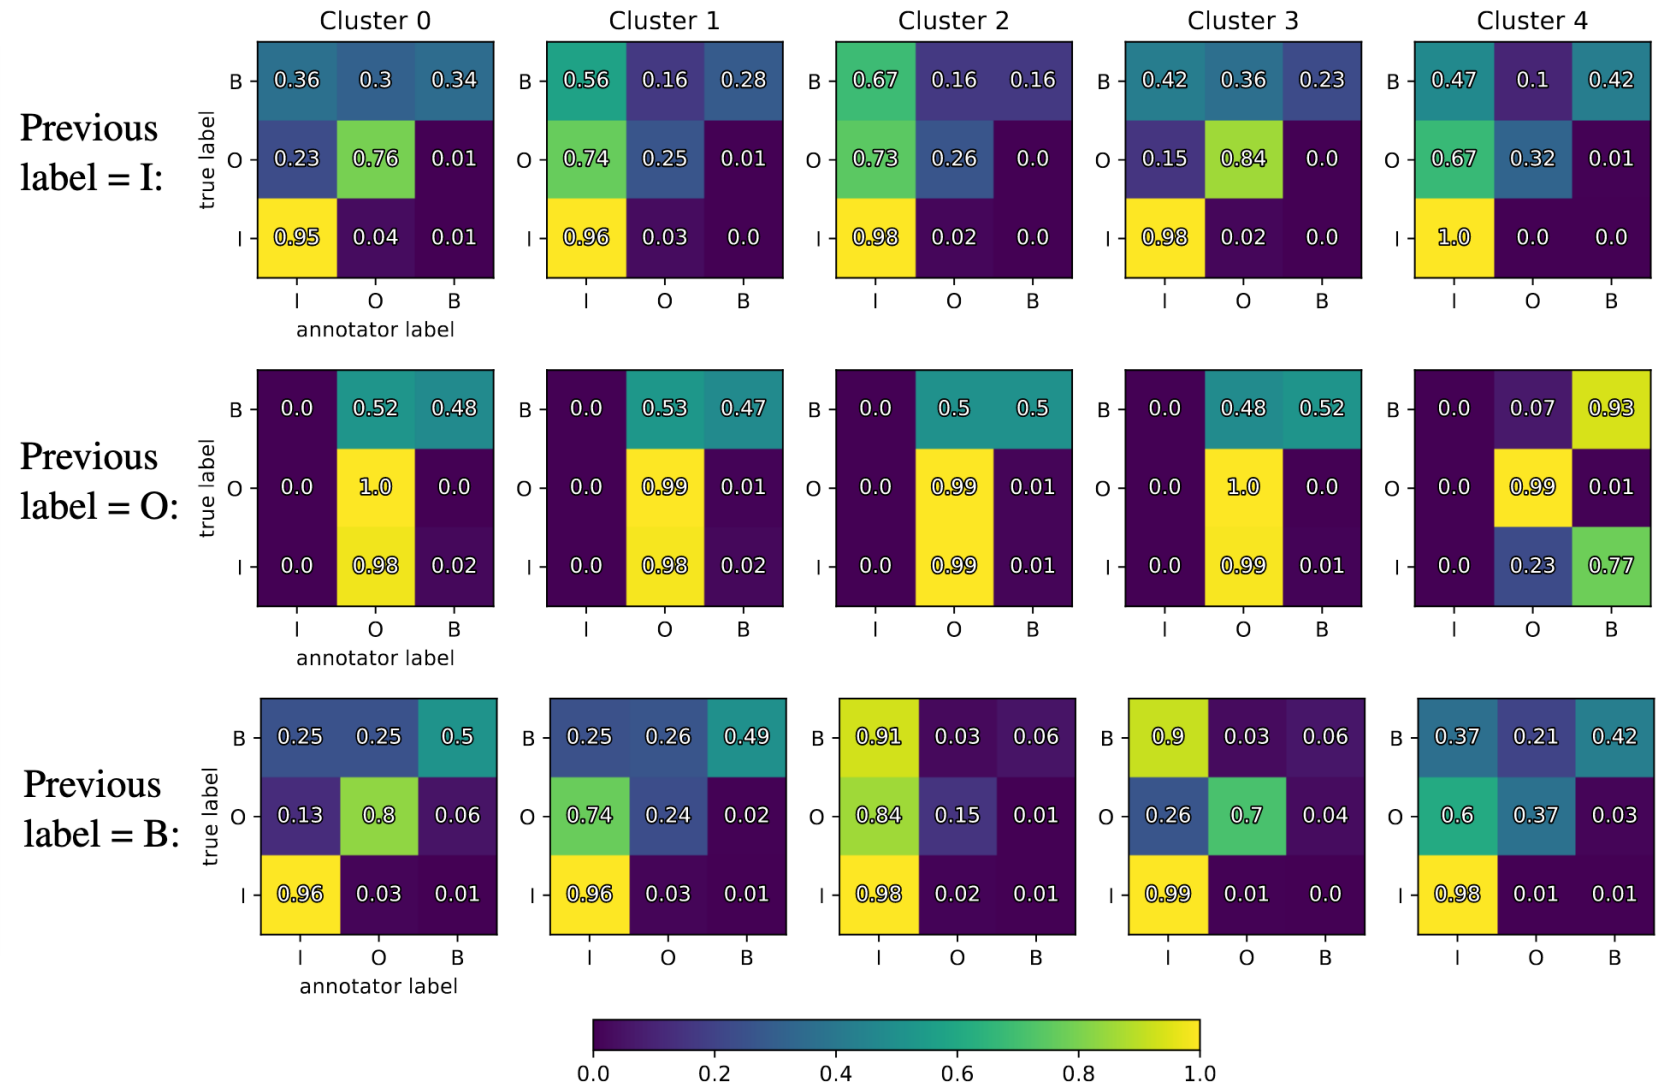 Cluster 0 Cluster 1 Cluster 2 Cluster 3 Cluster 4
Previous
label = I:
true label
B 0.36 0.3 0.34 B 0.56 0.16 0.28 B 0.67 0.16 0.16 B 0.42 0.36 0.23 B 0.47 0.1 0.42
O 0.23 0.76 0.01 O 0.74 0.25 0.01 O 0.73 0.26 0.0 O 0.15 0.84 0.0 O 0.67 0.32 0.01
I 0.95 0.04 0.01 I 0.96 0.03 0.0 I 0.98 0.02 0.0 I 0.98 0.02 0.0 I 1.0 0.0 0.0
I O B I O B I O B I O B I O B
annotator label
Previous
label = O:
true label
B 0.0 0.52 0.48 B 0.0 0.53 0.47 B 0.0 0.5 0.5 B 0.0 0.48 0.52 B 0.0 0.07 0.93
O 0.0 1.0 0.0 O 0.0 0.99 0.01 O 0.0 0.99 0.01 O 0.0 1.0 0.0 O 0.0 0.99 0.01
I 0.0 0.98 0.02 I 0.0 0.98 0.02 I 0.0 0.99 0.01 I 0.0 0.99 0.01 I 0.0 0.23 0.77
I O B I O B I O B I O B I O B
annotator label
Previous
label = B:
true label
B 0.25 0.25 0.5 B 0.25 0.26 0.49 B 0.91 0.03 0.06 B 0.9 0.03 0.06 B 0.37 0.21 0.42
O 0.13 0.8 0.06 O 0.74 0.24 0.02 O 0.84 0.15 0.01 O 0.26 0.7 0.04 O 0.6 0.37 0.03
I 0.96 0.03 0.01 I 0.96 0.03 0.01 I 0.98 0.02 0.01 I 0.99 0.01 0.0 I 0.98 0.01 0.01
I O B I O B I O B I O B I O B
annotator label
0.0 0.2 0.4 0.6 0.8 1.0